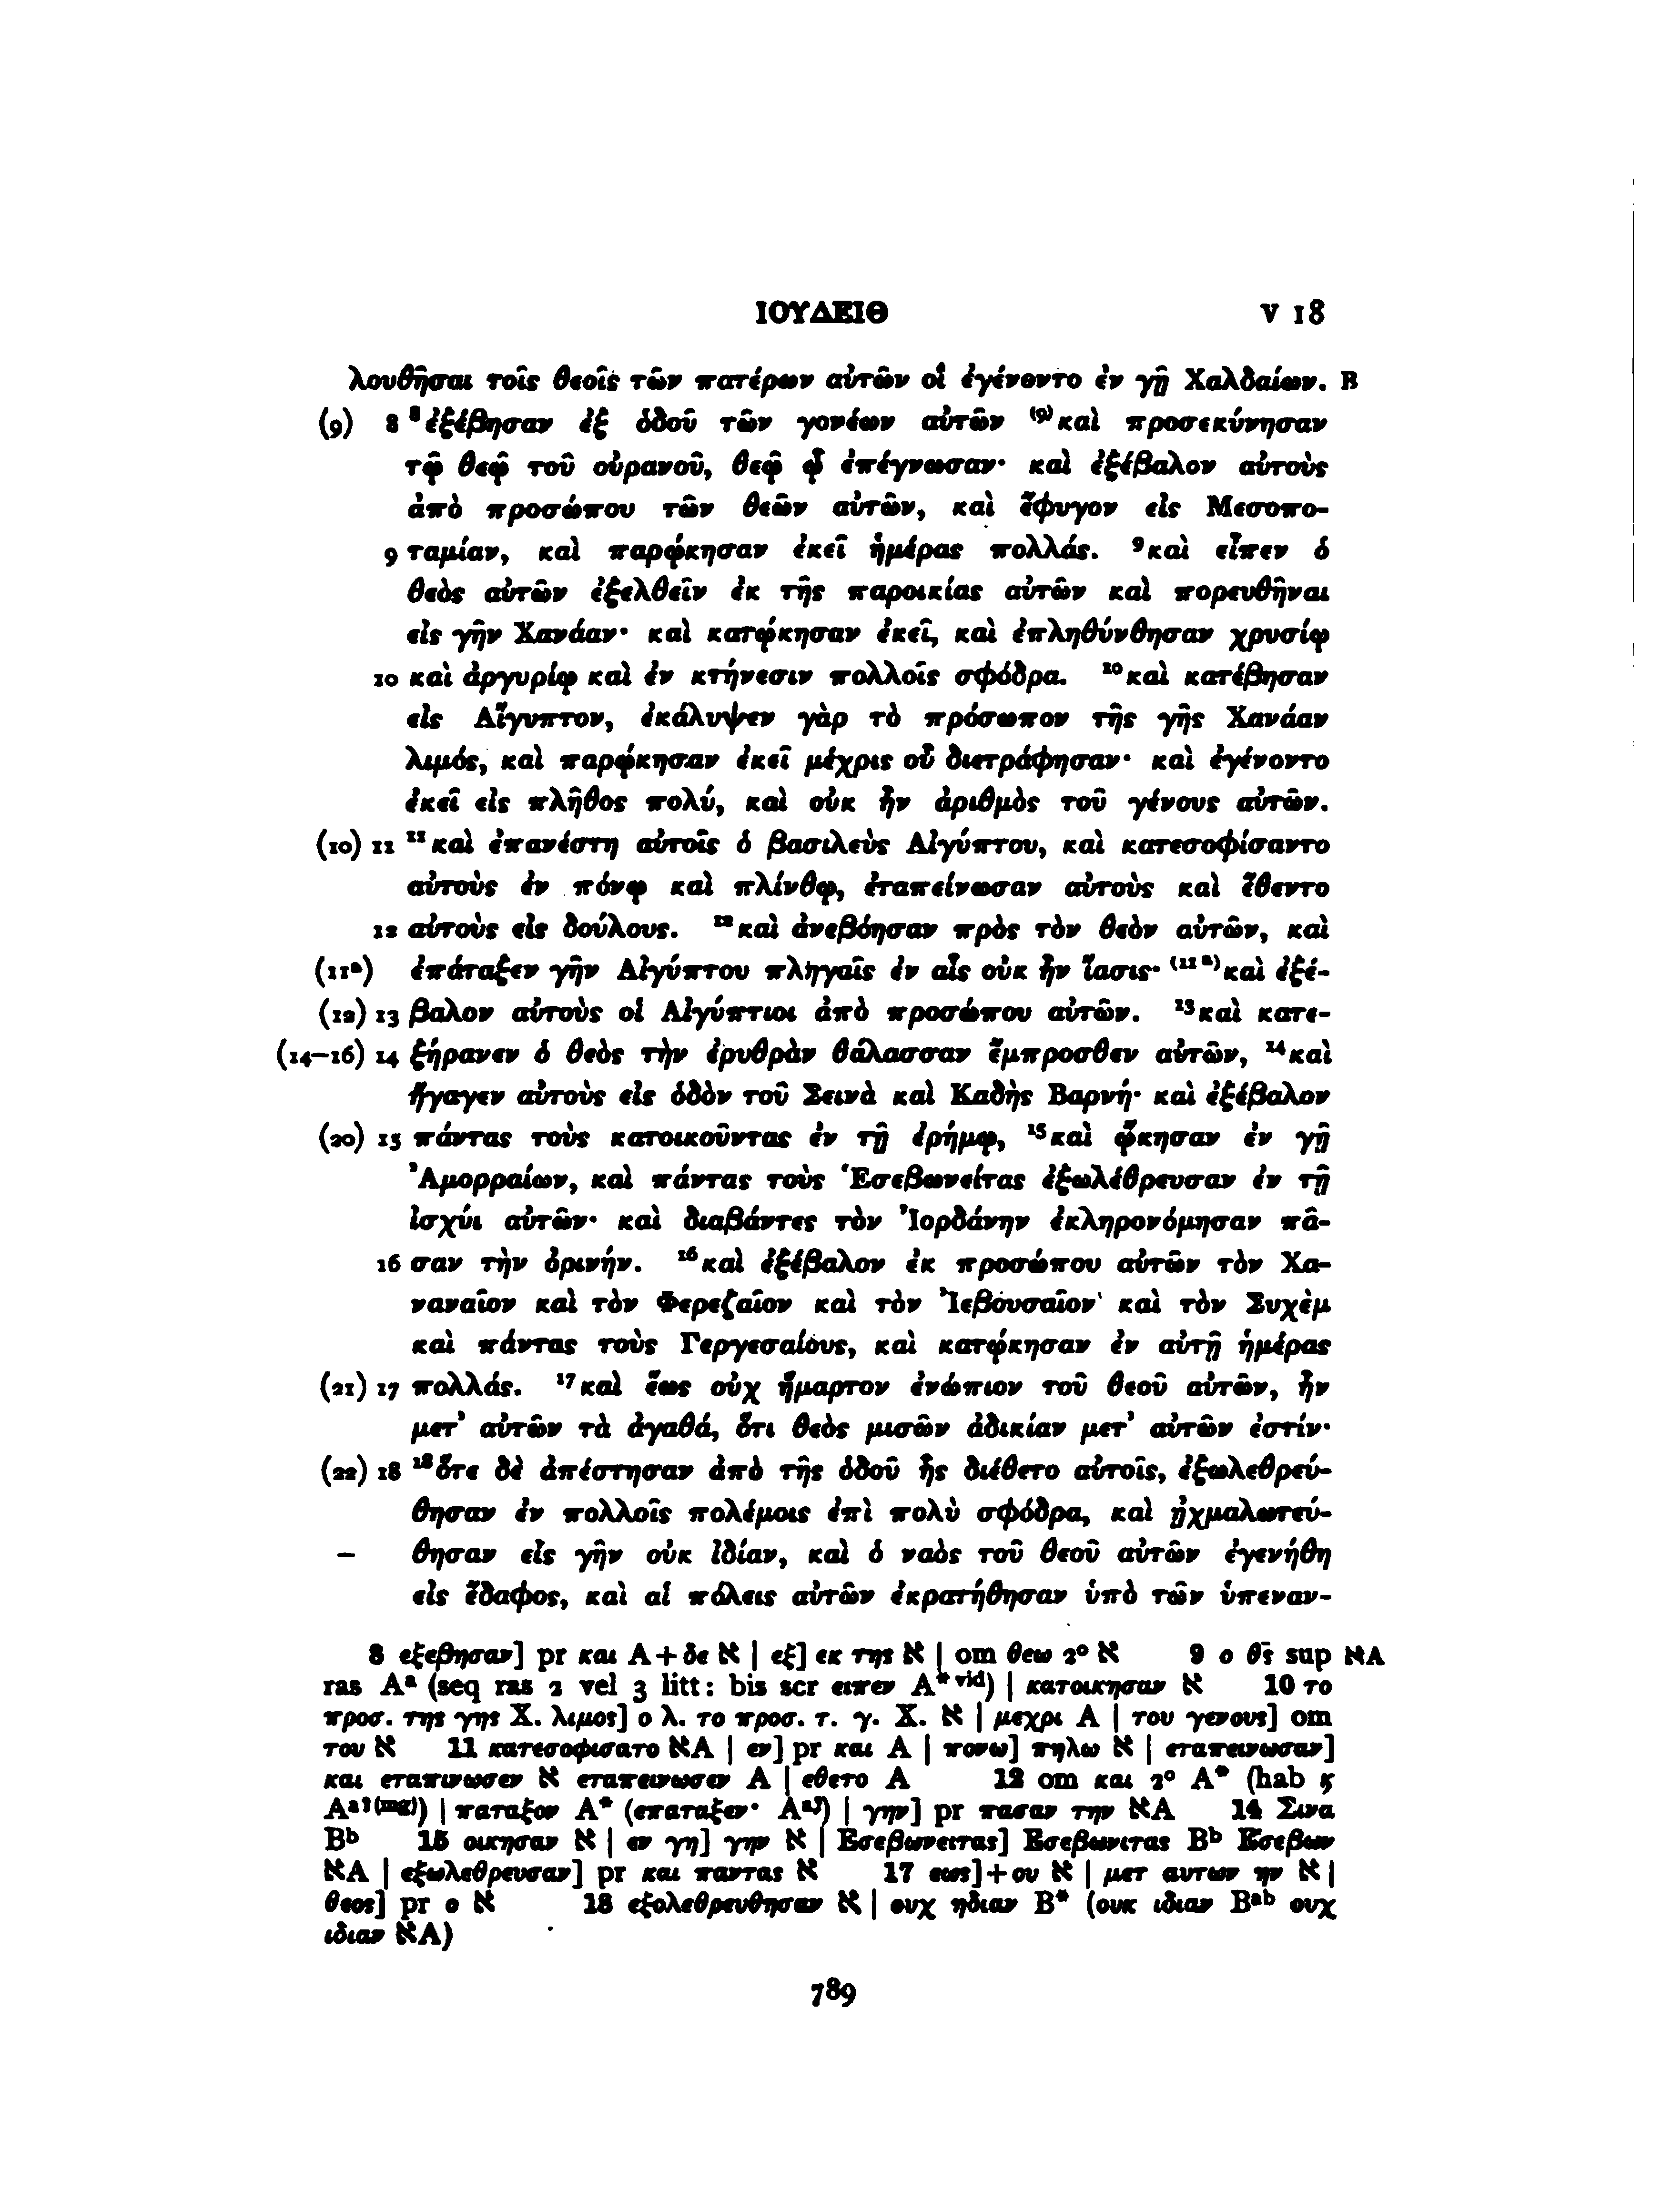 ΙΟΥΔΕΙΘ V 18
λουθῆσαι τοῖς θεοῖς τῶν πατέρων αὐτῶν οἳ ἐγένοντο ἐν γῇ Χαλδαίων. B
(9) 8 ⁸ἐξέβησαν ἐξ ὁδοῦ τῶν γονέων αὐτῶν ⁽⁹⁾καὶ προσεκύνησαν
τῷ θεῷ τοῦ οὐρανοῦ, θεῷ ᾧ ἐπέγνωσαν· καὶ ἐξέβαλον αὐτοὺς
ἀπὸ προσώπου τῶν θεῶν αὐτῶν, καὶ ἔφυγον εἰς Μεσοπο-
9 ταμίαν, καὶ παρῴκησαν ἐκεῖ ἡμέρας πολλάς. ⁹καὶ εἶπεν ὁ
θεὸς αὐτῶν ἐξελθεῖν ἐκ τῆς παροικίας αὐτῶν καὶ πορευθῆναι
εἰς γῆν Χανάαν· καὶ κατῴκησαν ἐκεῖ, καὶ ἐπληθύνθησαν χρυσίῳ
10 καὶ ἀργυρίῳ καὶ ἐν κτήνεσιν πολλοῖς σφόδρα. ¹⁰καὶ κατέβησαν
εἰς Αἴγυπτον, ἐκάλυψεν γὰρ τὸ πρόσωπον τῆς γῆς Χανάαν
λιμός, καὶ παρῴκησαν ἐκεῖ μέχρις οὗ διετράφησαν· καὶ ἐγένοντο
ἐκεῖ εἰς πλῆθος πολύ, καὶ οὐκ ἦν ἀριθμὸς τοῦ γένους αὐτῶν.
(10) 11 ¹¹καὶ ἐπανέστη αὐτοῖς ὁ βασιλεὺς Αἰγύπτου, καὶ κατεσοφίσαντο
αὐτοὺς ἐν πόνῳ καὶ πλίνθῳ, ἐταπείνωσαν αὐτοὺς καὶ ἔθεντο
12 αὐτοὺς εἰς δούλους. ¹²καὶ ἀνεβόησαν πρὸς τὸν θεὸν αὐτῶν, καὶ
(11ª) ἐπάταξεν γῆν Αἰγύπτου πληγαῖς ἐν αἷς οὐκ ἦν ἴασις· ⁽¹¹ª⁾καὶ ἐξέ-
(12) 13 βαλον αὐτοὺς οἱ Αἰγύπτιοι ἀπὸ προσώπου αὐτῶν. ¹³καὶ κατε-
(14–16) 14 ξήρανεν ὁ θεὸς τὴν ἐρυθρὰν θάλασσαν ἔμπροσθεν αὐτῶν, ¹⁴καὶ
ἤγαγεν αὐτοὺς εἰς ὁδὸν τοῦ Σεινὰ καὶ Καδὴς Βαρνή· καὶ ἐξέβαλον
(20) 15 πάντας τοὺς κατοικοῦντας ἐν τῇ ἐρήμῳ, ¹⁵καὶ ᾤκησαν ἐν γῇ
Ἀμορραίων, καὶ πάντας τοὺς Ἑσεβωνείτας ἐξωλέθρευσαν ἐν τῇ
ἰσχύι αὐτῶν· καὶ διαβάντες τὸν Ἰορδάνην ἐκληρονόμησαν πᾶ-
16 σαν τὴν ὀρινήν. ¹⁶καὶ ἐξέβαλον ἐκ προσώπου αὐτῶν τὸν Χα-
ναναῖον καὶ τὸν Φερεζαῖον καὶ τὸν Ἰεβουσαῖον καὶ τὸν Συχὲμ
καὶ πάντας τοὺς Γεργεσαίους, καὶ κατῴκησαν ἐν αὐτῇ ἡμέρας
(21) 17 πολλάς. ¹⁷καὶ ἕως οὐχ ἥμαρτον ἐνώπιον τοῦ θεοῦ αὐτῶν, ἦν
μετ’ αὐτῶν τὰ ἀγαθά, ὅτι θεὸς μισῶν ἀδικίαν μετ’ αὐτῶν ἐστίν·
(22) 18 ¹⁸ὅτε δὲ ἀπέστησαν ἀπὸ τῆς ὁδοῦ ἧς διέθετο αὐτοῖς, ἐξωλεθρεύ-
θησαν ἐν πολλοῖς πολέμοις ἐπὶ πολὺ σφόδρα, καὶ ᾐχμαλωτεύ-
– θησαν εἰς γῆν οὐκ ἰδίαν, καὶ ὁ ναὸς τοῦ θεοῦ αὐτῶν ἐγενήθη
εἰς ἔδαφος, καὶ αἱ πόλεις αὐτῶν ἐκρατήθησαν ὑπὸ τῶν ὑπεναν-
8 εξεβησαν] pr και A + δε ℵ | εξ] εκ της ℵ | om θεω 2° ℵ 9 ο θ̅ς̅ sup ℵA
ras Aª (seq ras 2 vel 3 litt: bis scr ειπεν A* ᵛⁱᵈ) | κατοικησαν ℵ 10 το
προσ. της γης Χ. λιμος] ο λ. το προσ. τ. γ. Χ. ℵ | μεχρι A | του γενους] om
του ℵ 11 κατεσοφισατο ℵA | εν] pr και A | πονω] πηλω ℵ | εταπεινωσαν]
και εταπινωσεν ℵ εταπεινωσεν A | εθετο A 12 om και 2° A* (hab ϗ
Aª?⁽ᵐᵍ⁾) | παταξον A* (επαταξεν· Aª?) | γην] pr πασαν την ℵA 14 Σινα
Bᵇ 15 οικησαν ℵ | εν γη] γην ℵ | Εσεβωνειτας] Εσεβωνιτας Bᵇ Εσεβων
ℵA | εξωλεθρευσαν] pr και παντας ℵ 17 εως] + ου ℵ | μετ αυτων ην ℵ |
θεος] pr ο ℵ 18 εξολεθρευθησαν ℵ | ουχ ηδιαν B* (ουκ ιδιαν Bªᵇ ουχ
ιδιαν ℵA)
789